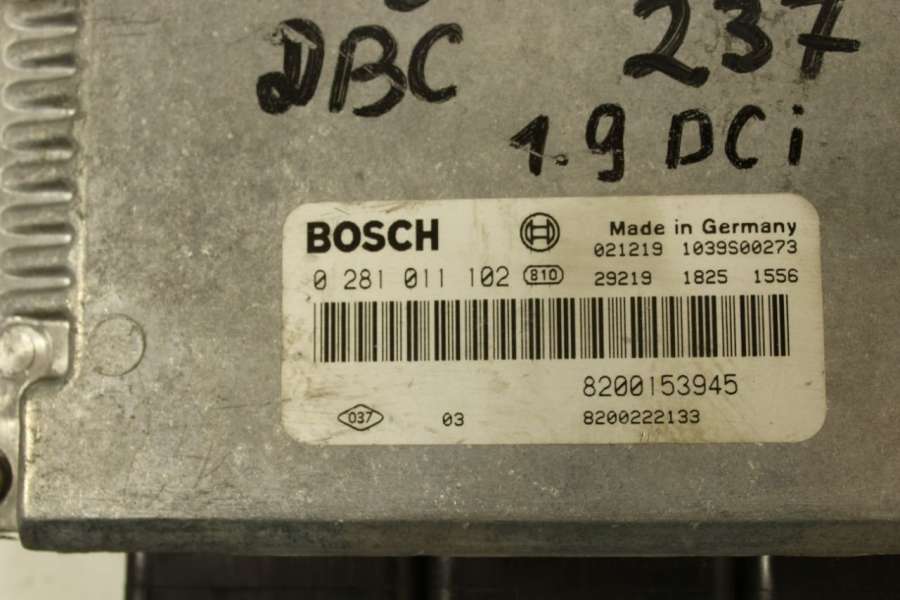 DBC 237
1.9 DCi
BOSCH
Made in Germany
021219 1039S00273
0 281 011 102 810
29219 1825 1556
8200153945
037 03 8200222133